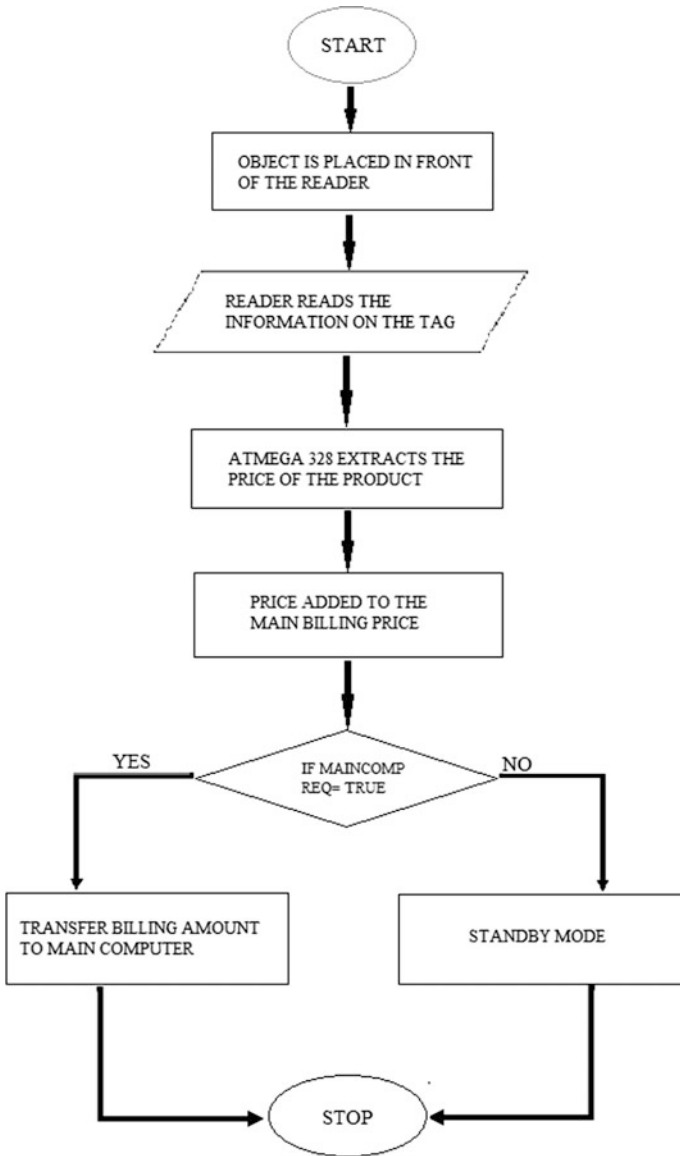 START
OBJECT IS PLACED IN FRONT
OF THE READER
READER READS THE
INFORMATION ON THE TAG
ATMEGA 328 EXTRACTS THE
PRICE OF THE PRODUCT
PRICE ADDED TO THE
MAIN BILLING PRICE
IF MAINCOMP
REQ= TRUE
YES
NO
TRANSFER BILLING AMOUNT
TO MAIN COMPUTER
STANDBY MODE
STOP